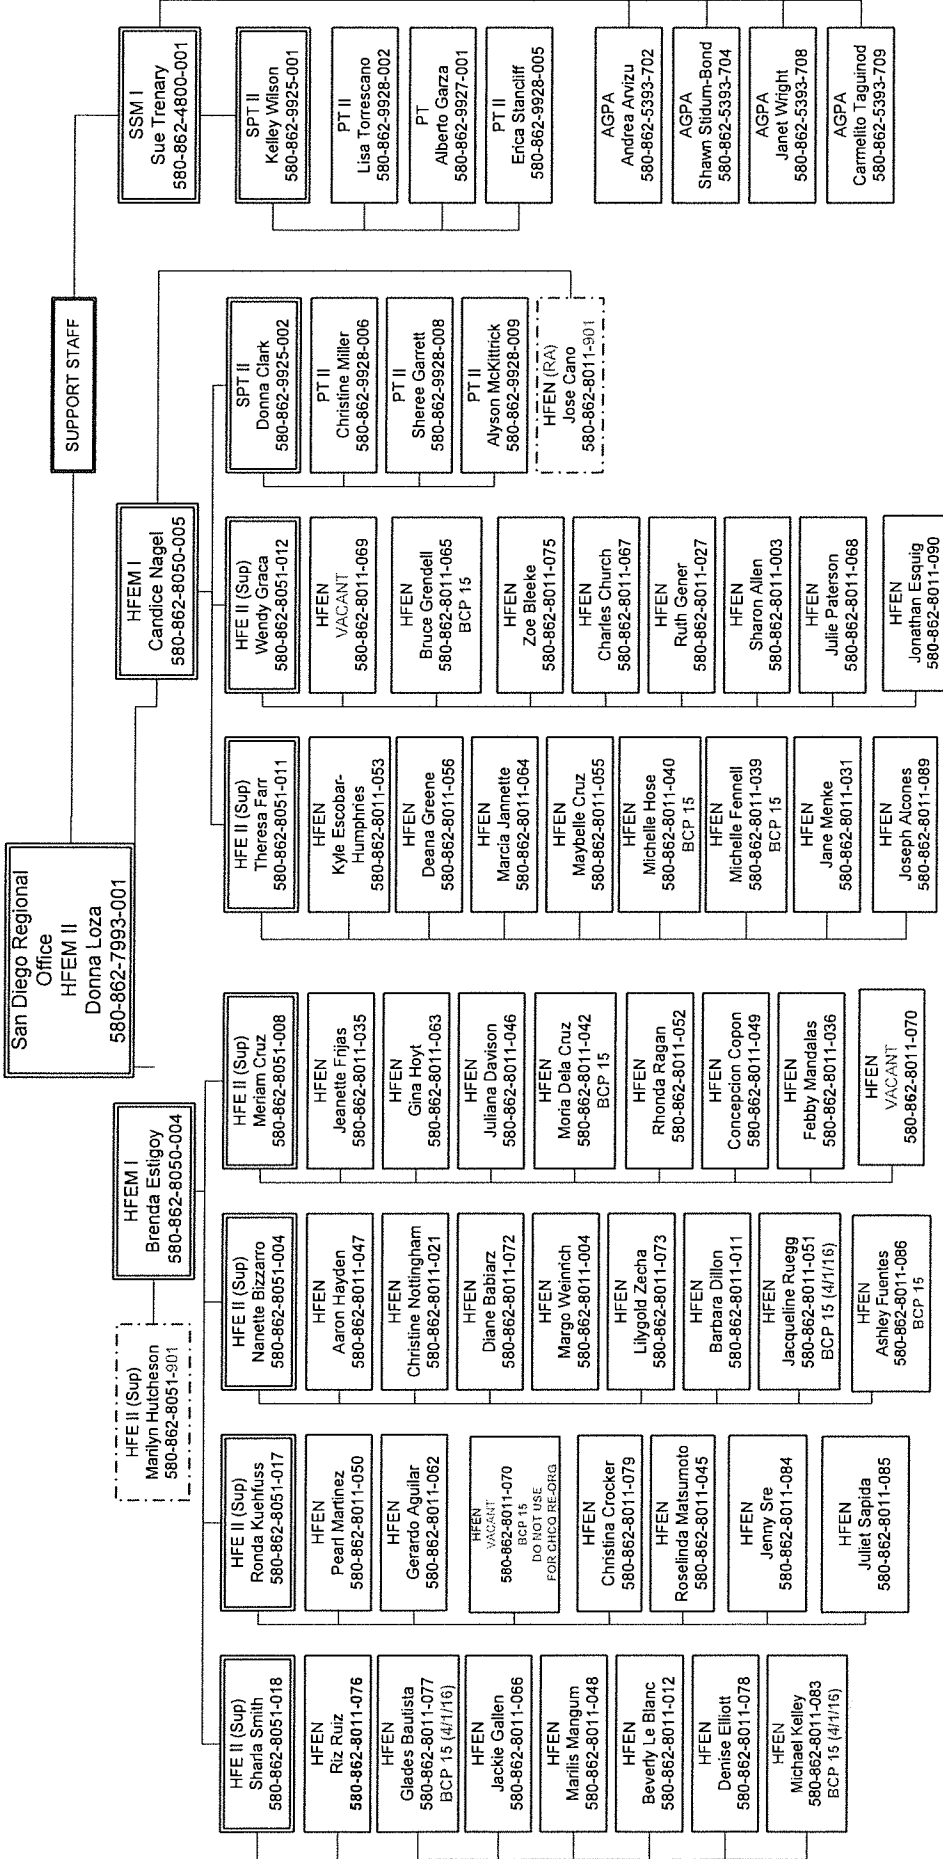 San Diego Regional
Office
HFEM II
Donna Loza
580-862-7993-001
SUPPORT STAFF
HFE II (Sup)
Marilyn Hutcheson
580-862-8051-901
HFEM I
Brenda Estigoy
580-862-8050-004
HFEM I
Candice Nagel
580-862-8050-005
SSM I
Sue Trenary
580-862-4800-001
HFE II (Sup)
Sharla Smith
580-862-8051-018
HFEN
Riz Ruiz
580-862-8011-076
HFEN
Glades Bautista
580-862-8011-077
BCP 15 (4/1/16)
HFEN
Jackie Gallen
580-862-8011-066
HFEN
Marilis Mangum
580-862-8011-048
HFEN
Beverly Le Blanc
580-862-8011-012
HFEN
Denise Elliott
580-862-8011-078
HFEN
Michael Kelley
580-862-8011-083
BCP 15 (4/1/16)
HFE II (Sup)
Ronda Kuehfuss
580-862-8051-017
HFEN
Pearl Martinez
580-862-8011-050
HFEN
Gerardo Aguilar
580-862-8011-062
HFEN
VACANT
580-862-8011-070
BCP 15
DO NOT USE
FOR CHCQ RE-ORG
HFEN
Christina Crocker
580-862-8011-079
HFEN
Roselinda Matsumoto
580-862-8011-045
HFEN
Jenny Sre
580-862-8011-084
HFEN
Juliet Sapida
580-862-8011-085
HFE II (Sup)
Nanette Bizzarro
580-862-8051-004
HFEN
Aaron Hayden
580-862-8011-047
HFEN
Christine Nottingham
580-862-8011-021
HFEN
Diane Babiarz
580-862-8011-072
HFEN
Margo Weinrich
580-862-8011-004
HFEN
Lilygold Zecha
580-862-8011-073
HFEN
Barbara Dillon
580-862-8011-011
HFEN
Jacqueline Ruegg
580-862-8011-051
BCP 15 (4/1/16)
HFEN
Ashley Fuentes
580-862-8011-086
BCP 15
HFE II (Sup)
Meriam Cruz
580-862-8051-008
HFEN
Jeanette Frijas
580-862-8011-035
HFEN
Gina Hoyt
580-862-8011-063
HFEN
Juliana Davison
580-862-8011-046
HFEN
Moria Dela Cruz
580-862-8011-042
BCP 15
HFEN
Rhonda Ragan
580-862-8011-052
HFEN
Concepcion Copon
580-862-8011-049
HFEN
Febby Mandalas
580-862-8011-036
HFEN
VACANT
580-862-8011-070
HFE II (Sup)
Theresa Farr
580-862-8051-011
HFEN
Kyle Escobar-
Humphries
580-862-8011-053
HFEN
Deana Greene
580-862-8011-056
HFEN
Marcia Jannette
580-862-8011-064
HFEN
Maybelle Cruz
580-862-8011-055
HFEN
Michelle Hose
580-862-8011-040
BCP 15
HFEN
Michelle Fennell
580-862-8011-039
BCP 15
HFEN
Jane Menke
580-862-8011-031
HFEN
Joseph Alcones
580-862-8011-089
HFE II (Sup)
Wendy Graca
580-862-8051-012
HFEN
VACANT
580-862-8011-069
HFEN
Bruce Grendell
580-862-8011-065
BCP 15
HFEN
Zoe Bleeke
580-862-8011-075
HFEN
Charles Church
580-862-8011-067
HFEN
Ruth Gener
580-862-8011-027
HFEN
Sharon Allen
580-862-8011-003
HFEN
Julie Paterson
580-862-8011-068
HFEN
Jonathan Esquig
580-862-8011-090
SPT II
Donna Clark
580-862-9925-002
PT II
Christine Miller
580-862-9928-006
PT II
Sheree Garrett
580-862-9928-008
PT II
Alyson McKittrick
580-862-9928-009
HFEN (RA)
Jose Cano
580-862-8011-901
SPT II
Kelley Wilson
580-862-9925-001
PT II
Lisa Torrescano
580-862-9928-002
PT
Alberto Garza
580-862-9927-001
PT II
Erica Stancliff
580-862-9928-005
AGPA
Andrea Arvizu
580-862-5393-702
AGPA
Shawn Stidum-Bond
580-862-5393-704
AGPA
Janet Wright
580-862-5393-708
AGPA
Carmelito Taguinod
580-862-5393-709